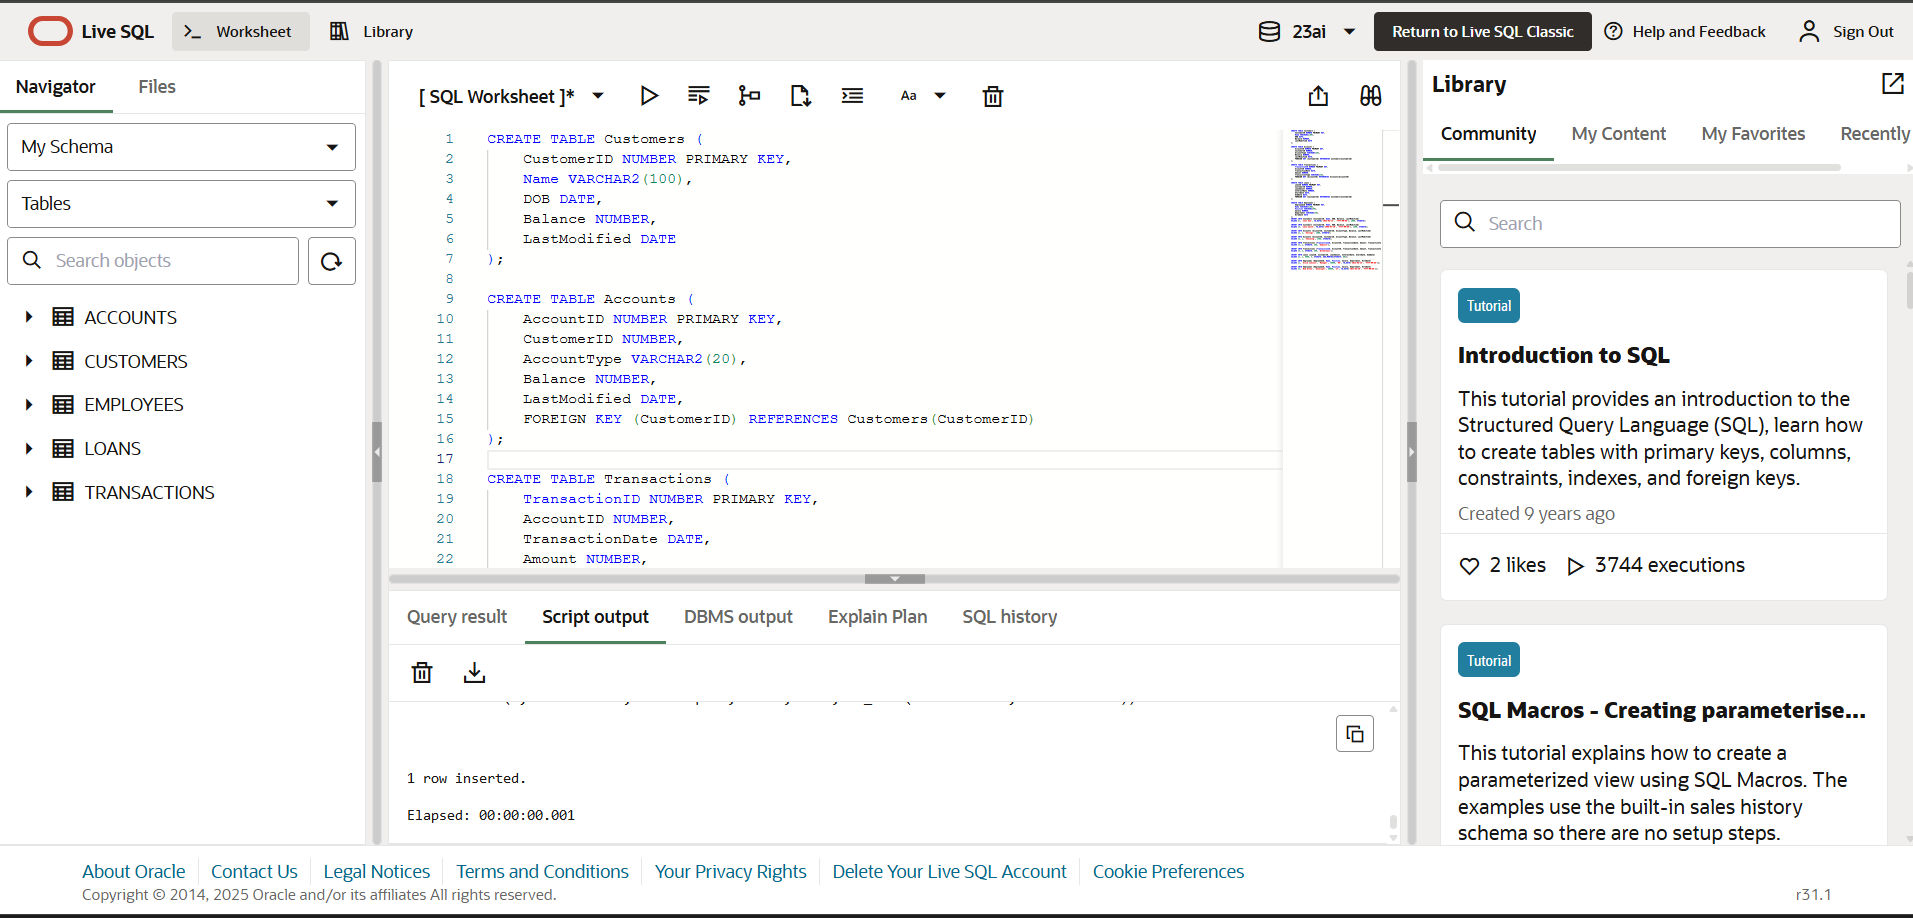 Live SQL
Worksheet
Library
23ai
Return to Live SQL Classic
Help and Feedback
Sign Out
Navigator
Files
My Schema
Tables
Search objects
ACCOUNTS
CUSTOMERS
EMPLOYEES
LOANS
TRANSACTIONS
[ SQL Worksheet ]*
Aa
1 CREATE TABLE Customers (
2 CustomerID NUMBER PRIMARY KEY,
3 Name VARCHAR2(100),
4 DOB DATE,
5 Balance NUMBER,
6 LastModified DATE
7 );
8
9 CREATE TABLE Accounts (
10 AccountID NUMBER PRIMARY KEY,
11 CustomerID NUMBER,
12 AccountType VARCHAR2(20),
13 Balance NUMBER,
14 LastModified DATE,
15 FOREIGN KEY (CustomerID) REFERENCES Customers(CustomerID)
16 );
17
18 CREATE TABLE Transactions (
19 TransactionID NUMBER PRIMARY KEY,
20 AccountID NUMBER,
21 TransactionDate DATE,
22 Amount NUMBER,
Query result
Script output
DBMS output
Explain Plan
SQL history
1 row inserted.
Elapsed: 00:00:00.001
Library
Community
My Content
My Favorites
Recently
Search
Tutorial
Introduction to SQL
This tutorial provides an introduction to the
Structured Query Language (SQL), learn how
to create tables with primary keys, columns,
constraints, indexes, and foreign keys.
Created 9 years ago
2 likes
3744 executions
Tutorial
SQL Macros - Creating parameterise...
This tutorial explains how to create a
parameterized view using SQL Macros. The
examples use the built-in sales history
schema so there are no setup steps.
About Oracle
Contact Us
Legal Notices
Terms and Conditions
Your Privacy Rights
Delete Your Live SQL Account
Cookie Preferences
Copyright © 2014, 2025 Oracle and/or its affiliates All rights reserved.
r31.1